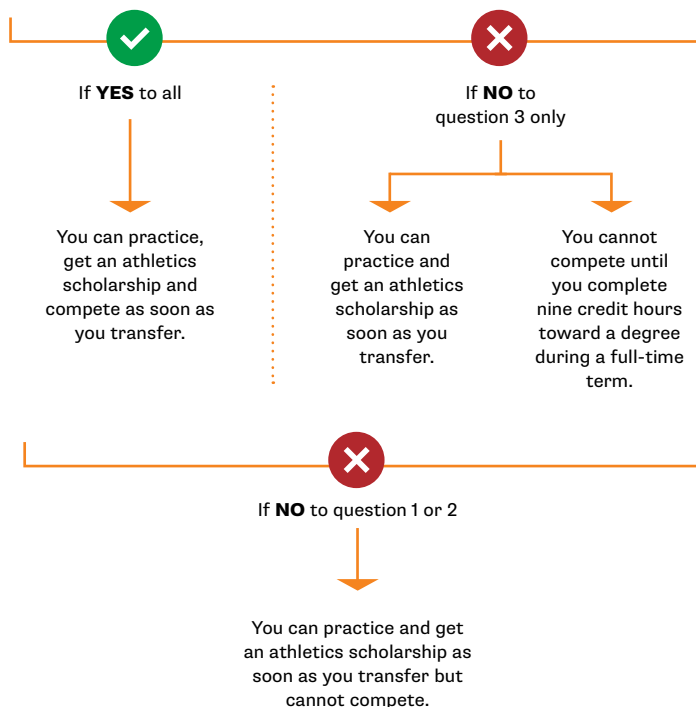 If YES to all
You can practice,
get an athletics
scholarship and
compete as soon as
you transfer.
If NO to
question 3 only
You can
practice and
get an athletics
scholarship as
soon as you
transfer.
You cannot
compete until
you complete
nine credit hours
toward a degree
during a full-time
term.
If NO to question 1 or 2
You can practice and get
an athletics scholarship as
soon as you transfer but
cannot compete.